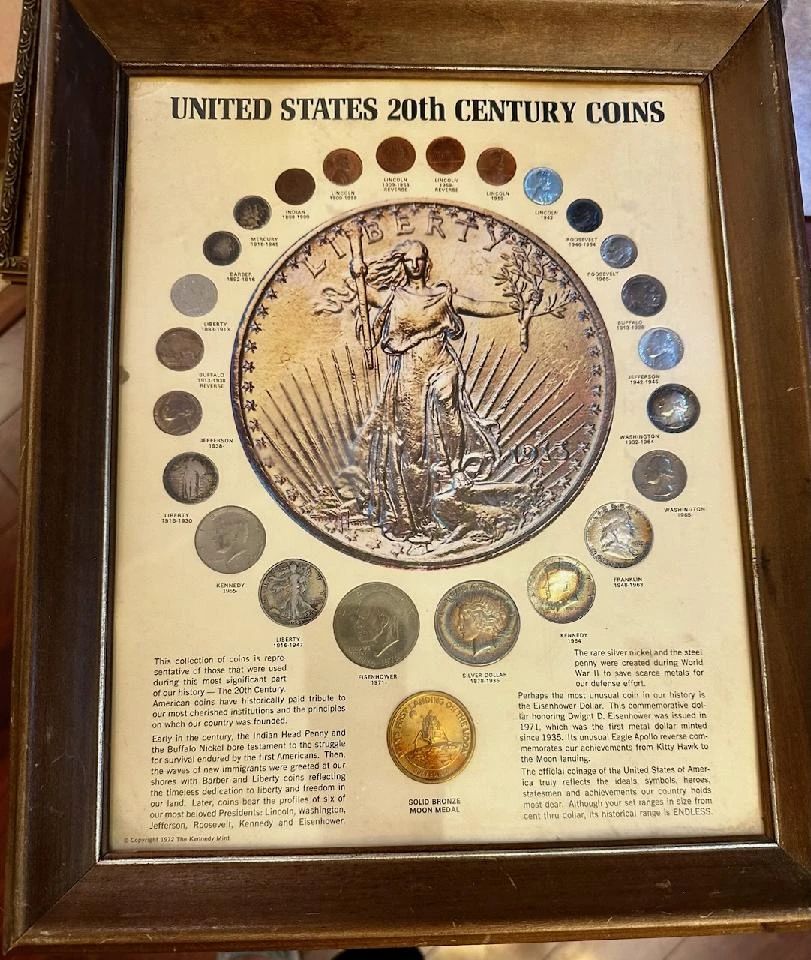 UNITED STATES 20th CENTURY COINS
LINCOLN
1909-1958
REVERSE
LINCOLN
1959-
REVERSE
LINCOLN
1909-1958
LINCOLN
1959-
INDIAN
LINCOLN
1943
MERCURY
1916-1945
ROOSEVELT
1946-1964
BARBER
1892-1916
ROOSEVELT
1965-
LIBERTY
1883-1913
BUFFALO
1913-1938
BUFFALO
1913-1938
REVERSE
JEFFERSON
1942-1945
JEFFERSON
1938-
WASHINGTON
1932-1964
LIBERTY
1916-1930
WASHINGTON
1965-
KENNEDY
1965-
FRANKLIN
1948-1963
LIBERTY
1916-1947
KENNEDY
1964
EISENHOWER
1971-
SILVER DOLLAR
1878-1935
LIBERTY
This collection of coins is repre-
sentative of those that were used
during this most significant part
of our history — The 20th Century.
American coins have historically paid tribute to
our most cherished institutions and the principles
on which our country was founded.
Early in the century, the Indian Head Penny and
the Buffalo Nickel bore testament to the struggle
for survival endured by the first Americans. Then,
the waves of new immigrants were greeted at our
shores with Barber and Liberty coins reflecting
the timeless dedication to liberty and freedom in
our land. Later, coins bear the profiles of six of
our most beloved Presidents: Lincoln, Washington,
Jefferson, Roosevelt, Kennedy and Eisenhower.
© Copyright 1972 The Kennedy Mint
SOLID BRONZE
MOON MEDAL
The rare silver nickel and the steel
penny were created during World
War II to save scarce metals for
our defense effort.
Perhaps the most unusual coin in our history is
the Eisenhower Dollar. This commemorative dol-
lar honoring Dwight D. Eisenhower was issued in
1971, which was the first metal dollar minted
since 1935. Its unusual Eagle Apollo reverse com-
memorates our achievements from Kitty Hawk to
the Moon landing.
The official coinage of the United States of Amer-
ica truly reflects the ideals, symbols, heroes,
statesmen and achievements our country holds
most dear. Although your set ranges in size from
cent thru dollar, its historical range is ENDLESS.